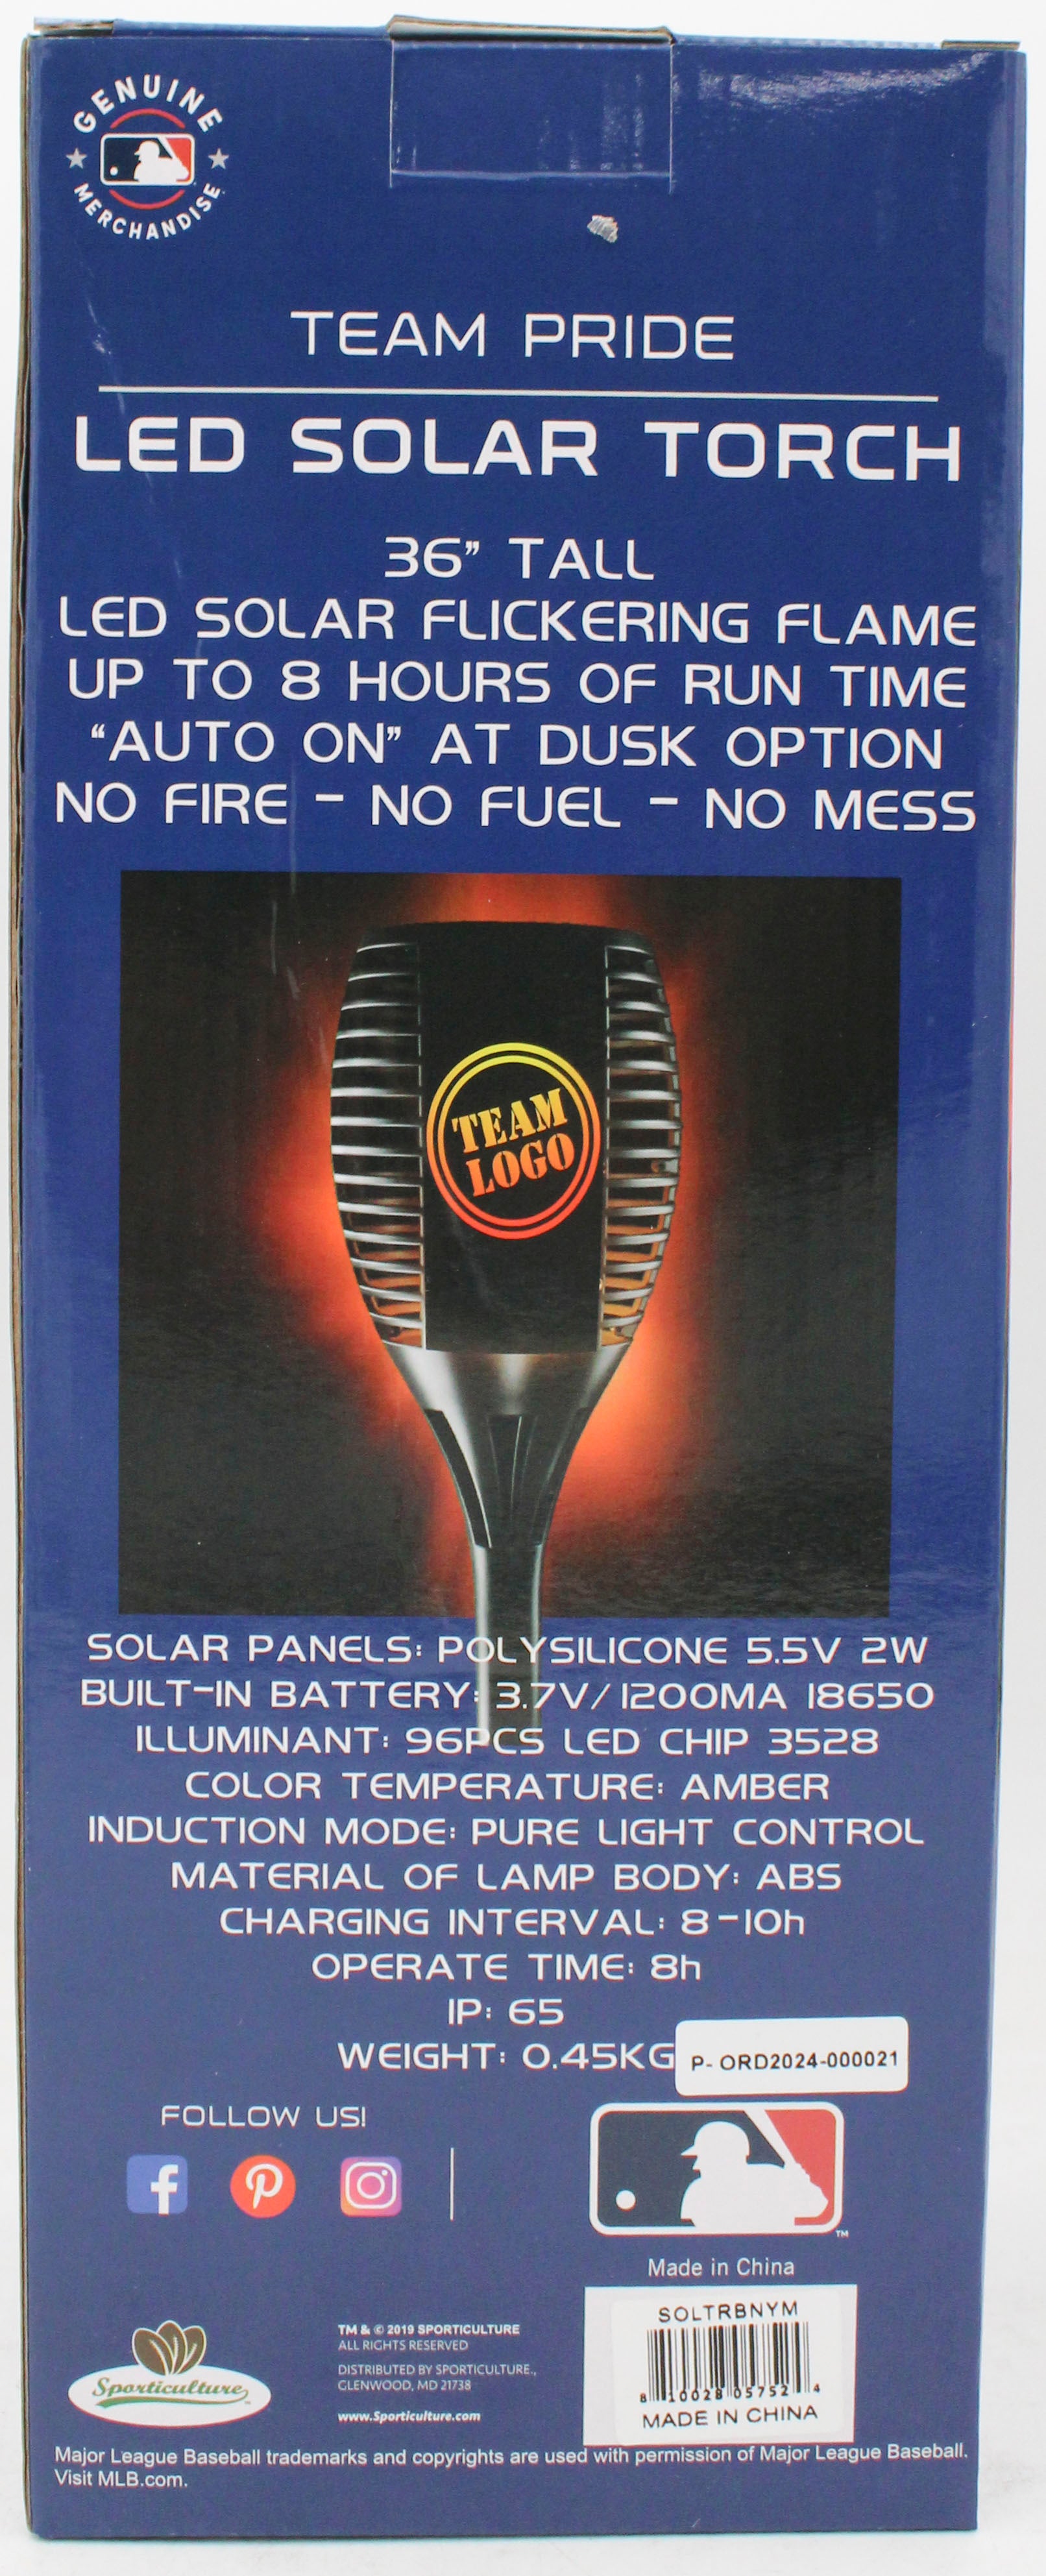 GENUINE
MERCHANDISE
TEAM PRIDE
LED SOLAR TORCH
36” TALL
LED SOLAR FLICKERING FLAME
UP TO 8 HOURS OF RUN TIME
“AUTO ON” AT DUSK OPTION
NO FIRE - NO FUEL - NO MESS
TEAM
LOGO
SOLAR PANELS: POLYSILICONE 5.5V 2W
BUILT-IN BATTERY: 3.7V/1200MA 18650
ILLUMINANT: 96PCS LED CHIP 3528
COLOR TEMPERATURE: AMBER
INDUCTION MODE: PURE LIGHT CONTROL
MATERIAL OF LAMP BODY: ABS
CHARGING INTERVAL: 8-10h
OPERATE TIME: 8h
IP: 65
WEIGHT: 0.45KG
P- ORD2024-000021
FOLLOW US!
TM
Made in China
SOLTRBNYM
8 10028 05752 4
MADE IN CHINA
Sporticulture
TM & © 2019 SPORTICULTURE
ALL RIGHTS RESERVED
DISTRIBUTED BY SPORTICULTURE.,
GLENWOOD, MD 21738
www.Sporticulture.com
Major League Baseball trademarks and copyrights are used with permission of Major League Baseball.
Visit MLB.com.